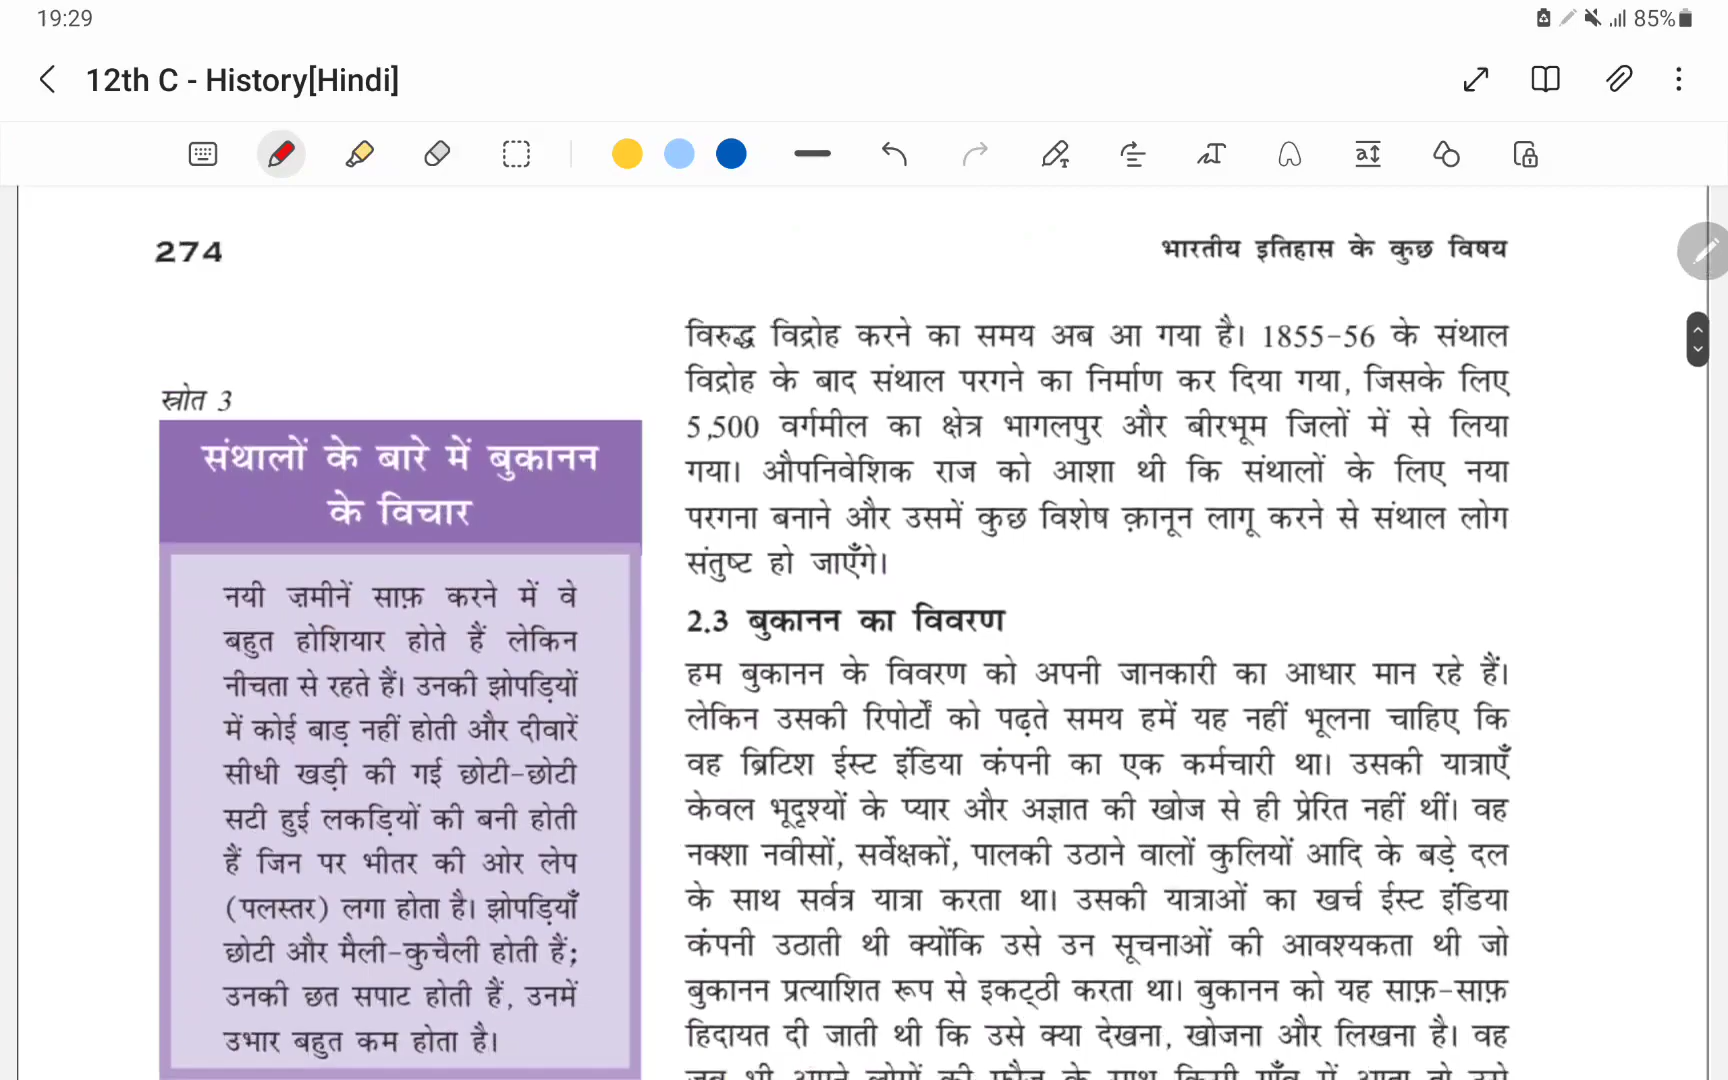 19:29
85%
12th C - History[Hindi]
274
भारतीय इतिहास के कुछ विषय
स्रोत 3
संथालों के बारे में बुकानन
के विचार
नयी ज़मीनें साफ़ करने में वे
बहुत होशियार होते हैं लेकिन
नीचता से रहते हैं। उनकी झोपड़ियों
में कोई बाड़ नहीं होती और दीवारें
सीधी खड़ी की गई छोटी-छोटी
सटी हुई लकड़ियों की बनी होती
हैं जिन पर भीतर की ओर लेप
(पलस्तर) लगा होता है। झोपड़ियाँ
छोटी और मैली-कुचैली होती हैं;
उनकी छत सपाट होती हैं, उनमें
उभार बहुत कम होता है।
विरुद्ध विद्रोह करने का समय अब आ गया है। 1855-56 के संथाल
विद्रोह के बाद संथाल परगने का निर्माण कर दिया गया, जिसके लिए
5,500 वर्गमील का क्षेत्र भागलपुर और बीरभूम जिलों में से लिया
गया। औपनिवेशिक राज को आशा थी कि संथालों के लिए नया
परगना बनाने और उसमें कुछ विशेष क़ानून लागू करने से संथाल लोग
संतुष्ट हो जाएँगे।
2.3 बुकानन का विवरण
हम बुकानन के विवरण को अपनी जानकारी का आधार मान रहे हैं।
लेकिन उसकी रिपोर्टों को पढ़ते समय हमें यह नहीं भूलना चाहिए कि
वह ब्रिटिश ईस्ट इंडिया कंपनी का एक कर्मचारी था। उसकी यात्राएँ
केवल भूदृश्यों के प्यार और अज्ञात की खोज से ही प्रेरित नहीं थीं। वह
नक्शा नवीसों, सर्वेक्षकों, पालकी उठाने वालों कुलियों आदि के बड़े दल
के साथ सर्वत्र यात्रा करता था। उसकी यात्राओं का खर्च ईस्ट इंडिया
कंपनी उठाती थी क्योंकि उसे उन सूचनाओं की आवश्यकता थी जो
बुकानन प्रत्याशित रूप से इकट्ठी करता था। बुकानन को यह साफ़-साफ़
हिदायत दी जाती थी कि उसे क्या देखना, खोजना और लिखना है। वह
जब भी अपने लोगों की फ़ौज के साथ किसी गाँव में आता तो उसे